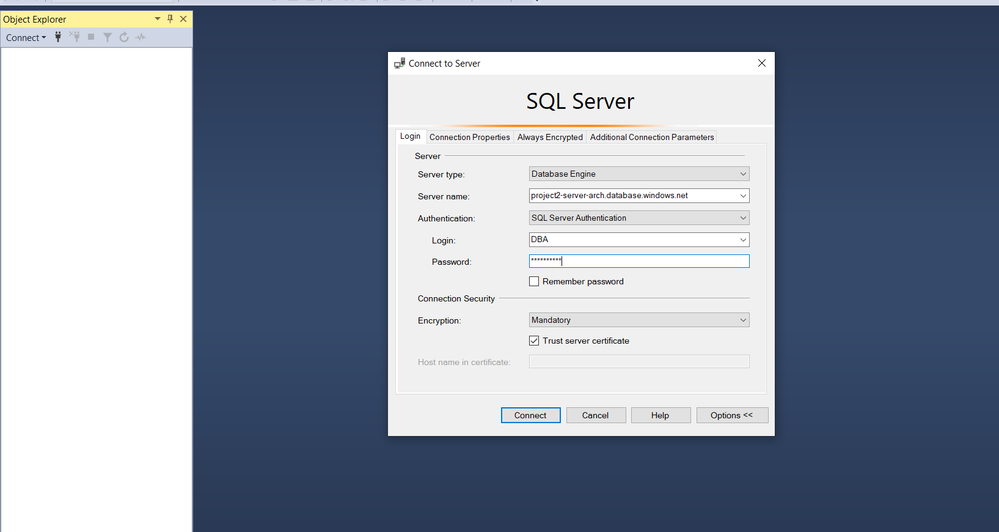 Object Explorer
Connect
Connect to Server
SQL Server
Login
Connection Properties
Always Encrypted
Additional Connection Parameters
Server
Server type:
Database Engine
Server name:
project2-server-arch.database.windows.net
Authentication:
SQL Server Authentication
Login:
DBA
Password:
**********
Remember password
Connection Security
Encryption:
Mandatory
Trust server certificate
Host name in certificate:
Connect
Cancel
Help
Options <<